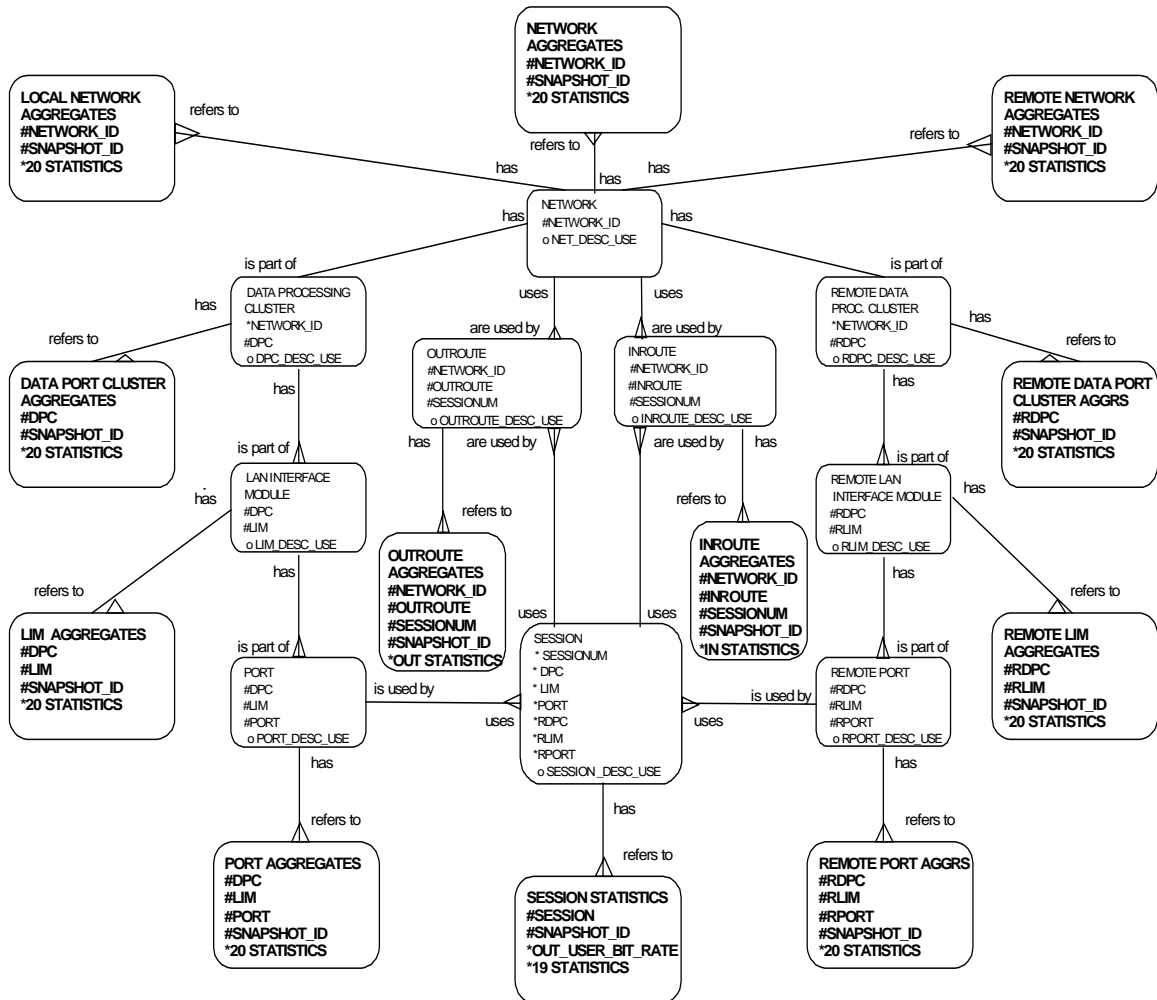 NETWORK
AGGREGATES
#NETWORK_ID
#SNAPSHOT_ID
*20 STATISTICS
LOCAL NETWORK
AGGREGATES
#NETWORK_ID
#SNAPSHOT_ID
*20 STATISTICS
refers to
refers to
refers to
REMOTE NETWORK
AGGREGATES
#NETWORK_ID
#SNAPSHOT_ID
*20 STATISTICS
has
has
has
NETWORK
#NETWORK_ID
o NET_DESC_USE
has
has
is part of
uses
uses
is part of
DATA PROCESSING
CLUSTER
*NETWORK_ID
#DPC
o DPC_DESC_USE
has
refers to
has
REMOTE DATA
PROC. CLUSTER
*NETWORK_ID
#RDPC
o RDPC_DESC_USE
has
refers to
has
are used by
are used by
OUTROUTE
#NETWORK_ID
#OUTROUTE
#SESSIONUM
o OUTROUTE_DESC_USE
INROUTE
#NETWORK_ID
#INROUTE
#SESSIONUM
o INROUTE_DESC_USE
DATA PORT CLUSTER
AGGREGATES
#DPC
#SNAPSHOT_ID
*20 STATISTICS
REMOTE DATA PORT
CLUSTER AGGRS
#RDPC
#SNAPSHOT_ID
*20 STATISTICS
has
are used by
are used by
has
is part of
is part of
LAN INTERFACE
MODULE
#DPC
#LIM
o LIM_DESC_USE
has
refers to
has
REMOTE LAN
INTERFACE MODULE
#RDPC
#RLIM
o RLIM_DESC_USE
has
refers to
has
refers to
refers to
OUTROUTE
AGGREGATES
#NETWORK_ID
#OUTROUTE
#SESSIONUM
#SNAPSHOT_ID
*OUT STATISTICS
INROUTE
AGGREGATES
#NETWORK_ID
#INROUTE
#SESSIONUM
#SNAPSHOT_ID
*IN STATISTICS
uses
uses
LIM AGGREGATES
#DPC
#LIM
#SNAPSHOT_ID
*20 STATISTICS
REMOTE LIM
AGGREGATES
#RDPC
#RLIM
#SNAPSHOT_ID
*20 STATISTICS
is part of
is part of
PORT
#DPC
#LIM
#PORT
o PORT_DESC_USE
is used by
uses
SESSION
* SESSIONUM
* DPC
* LIM
*PORT
*RDPC
*RLIM
*RPORT
o SESSION_DESC_USE
is used by
uses
REMOTE PORT
#RDPC
#RLIM
#RPORT
o RPORT_DESC_USE
has
has
has
refers to
refers to
refers to
PORT AGGREGATES
#DPC
#LIM
#PORT
#SNAPSHOT_ID
*20 STATISTICS
SESSION STATISTICS
#SESSION
#SNAPSHOT_ID
*OUT_USER_BIT_RATE
*19 STATISTICS
REMOTE PORT AGGRS
#RDPC
#RLIM
#RPORT
#SNAPSHOT_ID
*20 STATISTICS